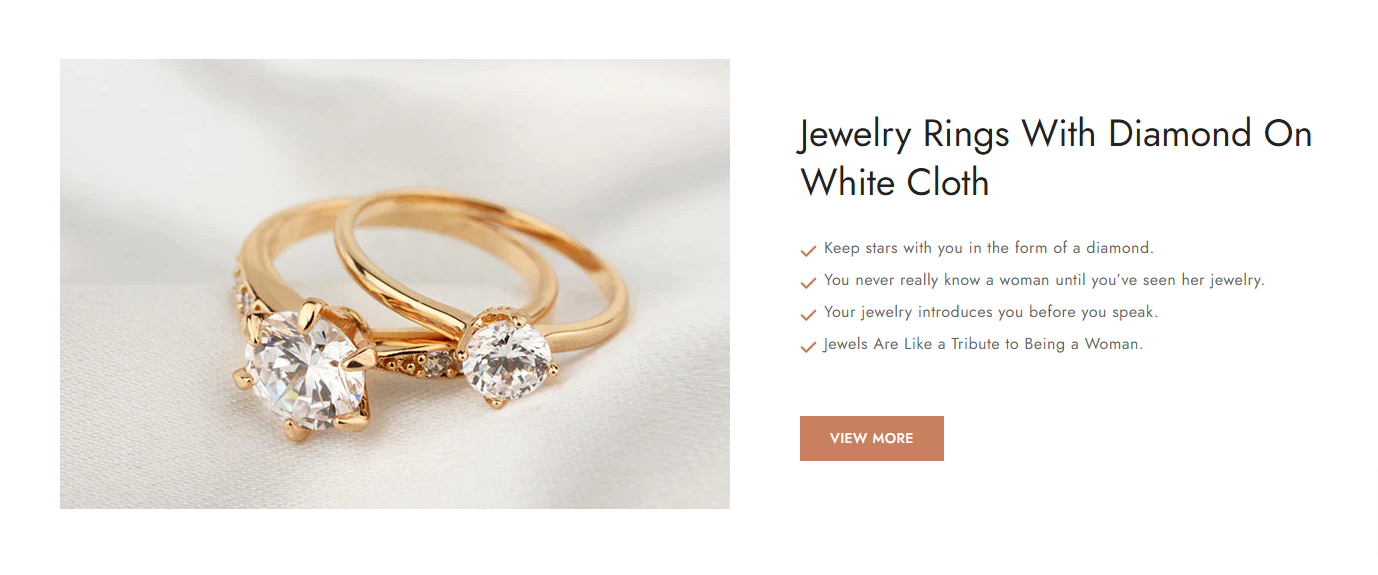 Jewelry Rings With Diamond On
White Cloth
Keep stars with you in the form of a diamond.
You never really know a woman until you’ve seen her jewelry.
Your jewelry introduces you before you speak.
Jewels Are Like a Tribute to Being a Woman.
VIEW MORE